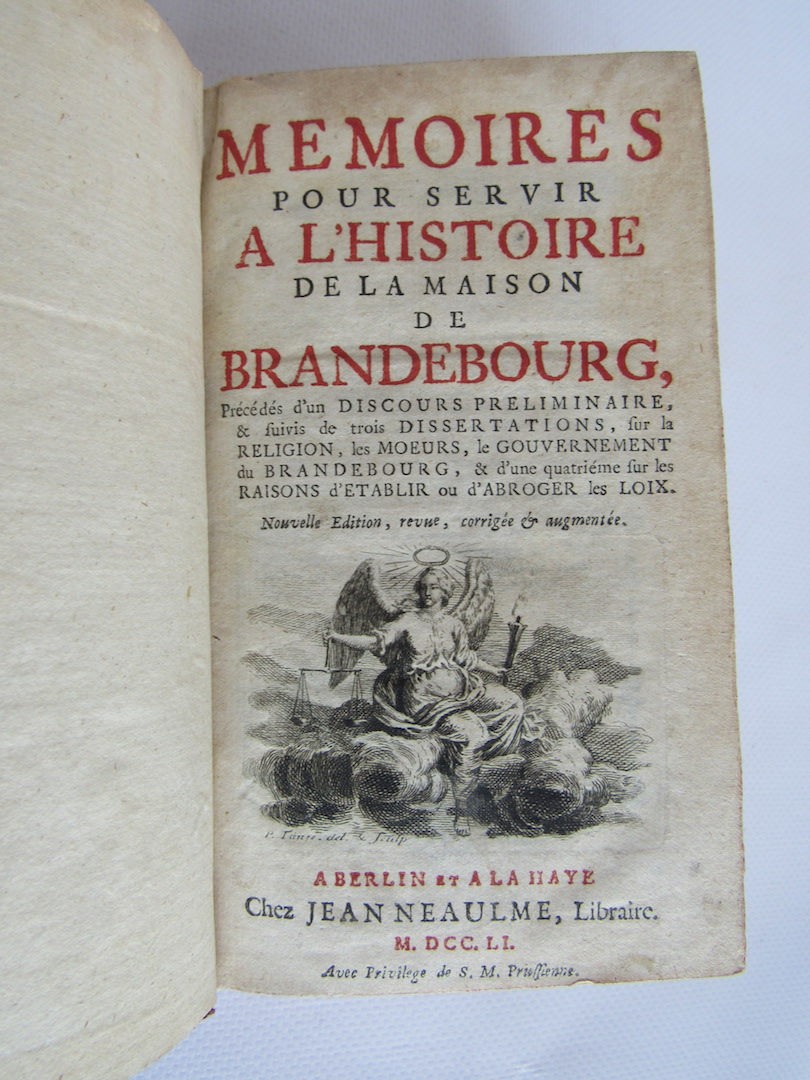 MEMOIRES
POUR SERVIR
A L'HISTOIRE
DE LA MAISON
DE
BRANDEBOURG,
Précédés d'un DISCOURS PRELIMINAIRE,
& suivis de trois DISSERTATIONS, sur la
RELIGION, les MOEURS, le GOUVERNEMENT
du BRANDEBOURG, & d'une quatriéme sur les
RAISONS d'ETABLIR ou d'ABROGER les LOIX.
Nouvelle Edition, revue, corrigée & augmentée.
del. & Sculp
A BERLIN ET A LA HAYE
Chez JEAN NEAULME, Libraire.
M. DCC. LI.
Avec Privilege de S. M. Prussienne.